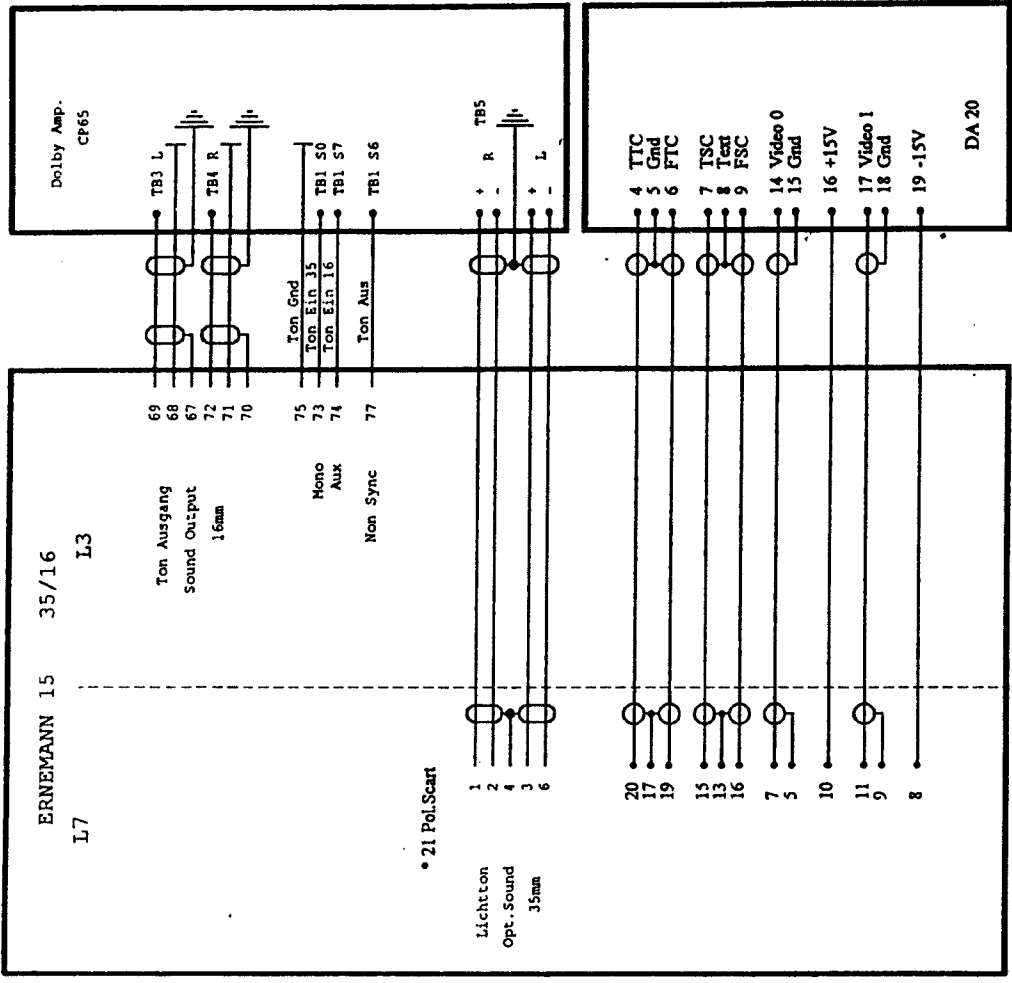 ERNEMANN 15 35/16
L7
L3
Dolby Amp.
CP65
Ton Ausgang
Sound Output
16mm
69
68
67
72
71
70
TB3 L
TB4 R
Mono
Aux
Non Sync
75
73
74
77
Ton Gnd
Ton Ein 35
Ton Ein 16
Ton Aus
TB1 S0
TB1 S7
TB1 S6
* 21 Pol.Scart
Lichtton
Opt.Sound
35mm
1
2
4
3
6
+
-
R
TB5
+
-
L
20
17
19
15
13
16
7
5
10
11
9
8
4 TTC
5 Gnd
6 FTC
7 TSC
8 Text
9 FSC
14 Video 0
15 Gnd
16 +15V
17 Video 1
18 Gnd
19 -15V
DA 20